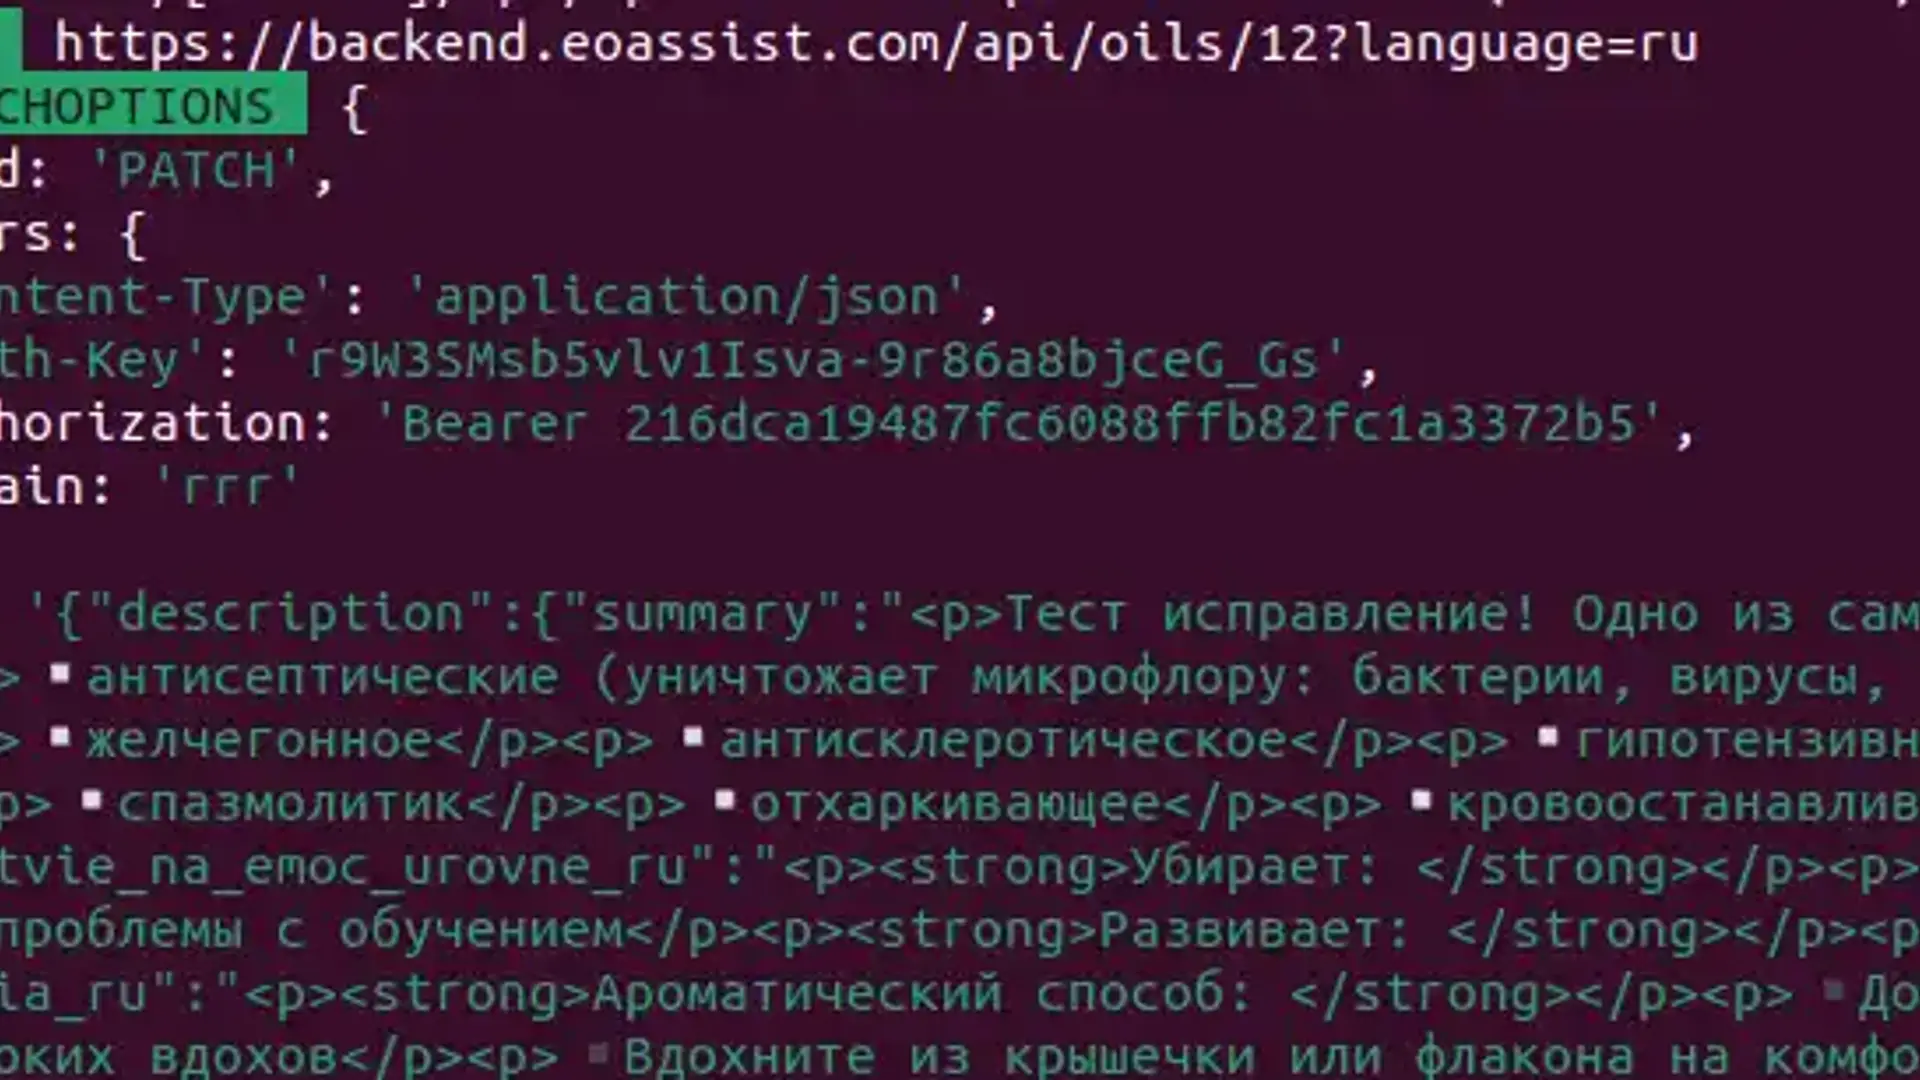 https://backend.eoassist.com/api/oils/12?language=ru
CHOPTIONS {
d: 'PATCH',
rs: {
ntent-Type': 'application/json',
th-Key': 'r9W3SMsb5vlv1Isva-9r86a8bjceG_Gs',
horization: 'Bearer 216dca19487fc6088ffb82fc1a3372b5',
ain: 'rrr'
'{"description":{"summary":"<p>Тест исправление! Одно из сам
> ▪антисептические (уничтожает микрофлору: бактерии, вирусы,
> ▪желчегонное</p><p> ▪антисклеротическое</p><p> ▪гипотензивн
p> ▪спазмолитик</p><p> ▪отхаркивающее</p><p> ▪кровоостанавлив
tvie_na_emoc_urovne_ru":"<p><strong>Убирает: </strong></p><p>
проблемы с обучением</p><p><strong>Развивает: </strong></p><p
ia_ru":"<p><strong>Ароматический способ: </strong></p><p> ▪До
оких вдохов</p><p> ▪Вдохните из крышечки или флакона на комфо